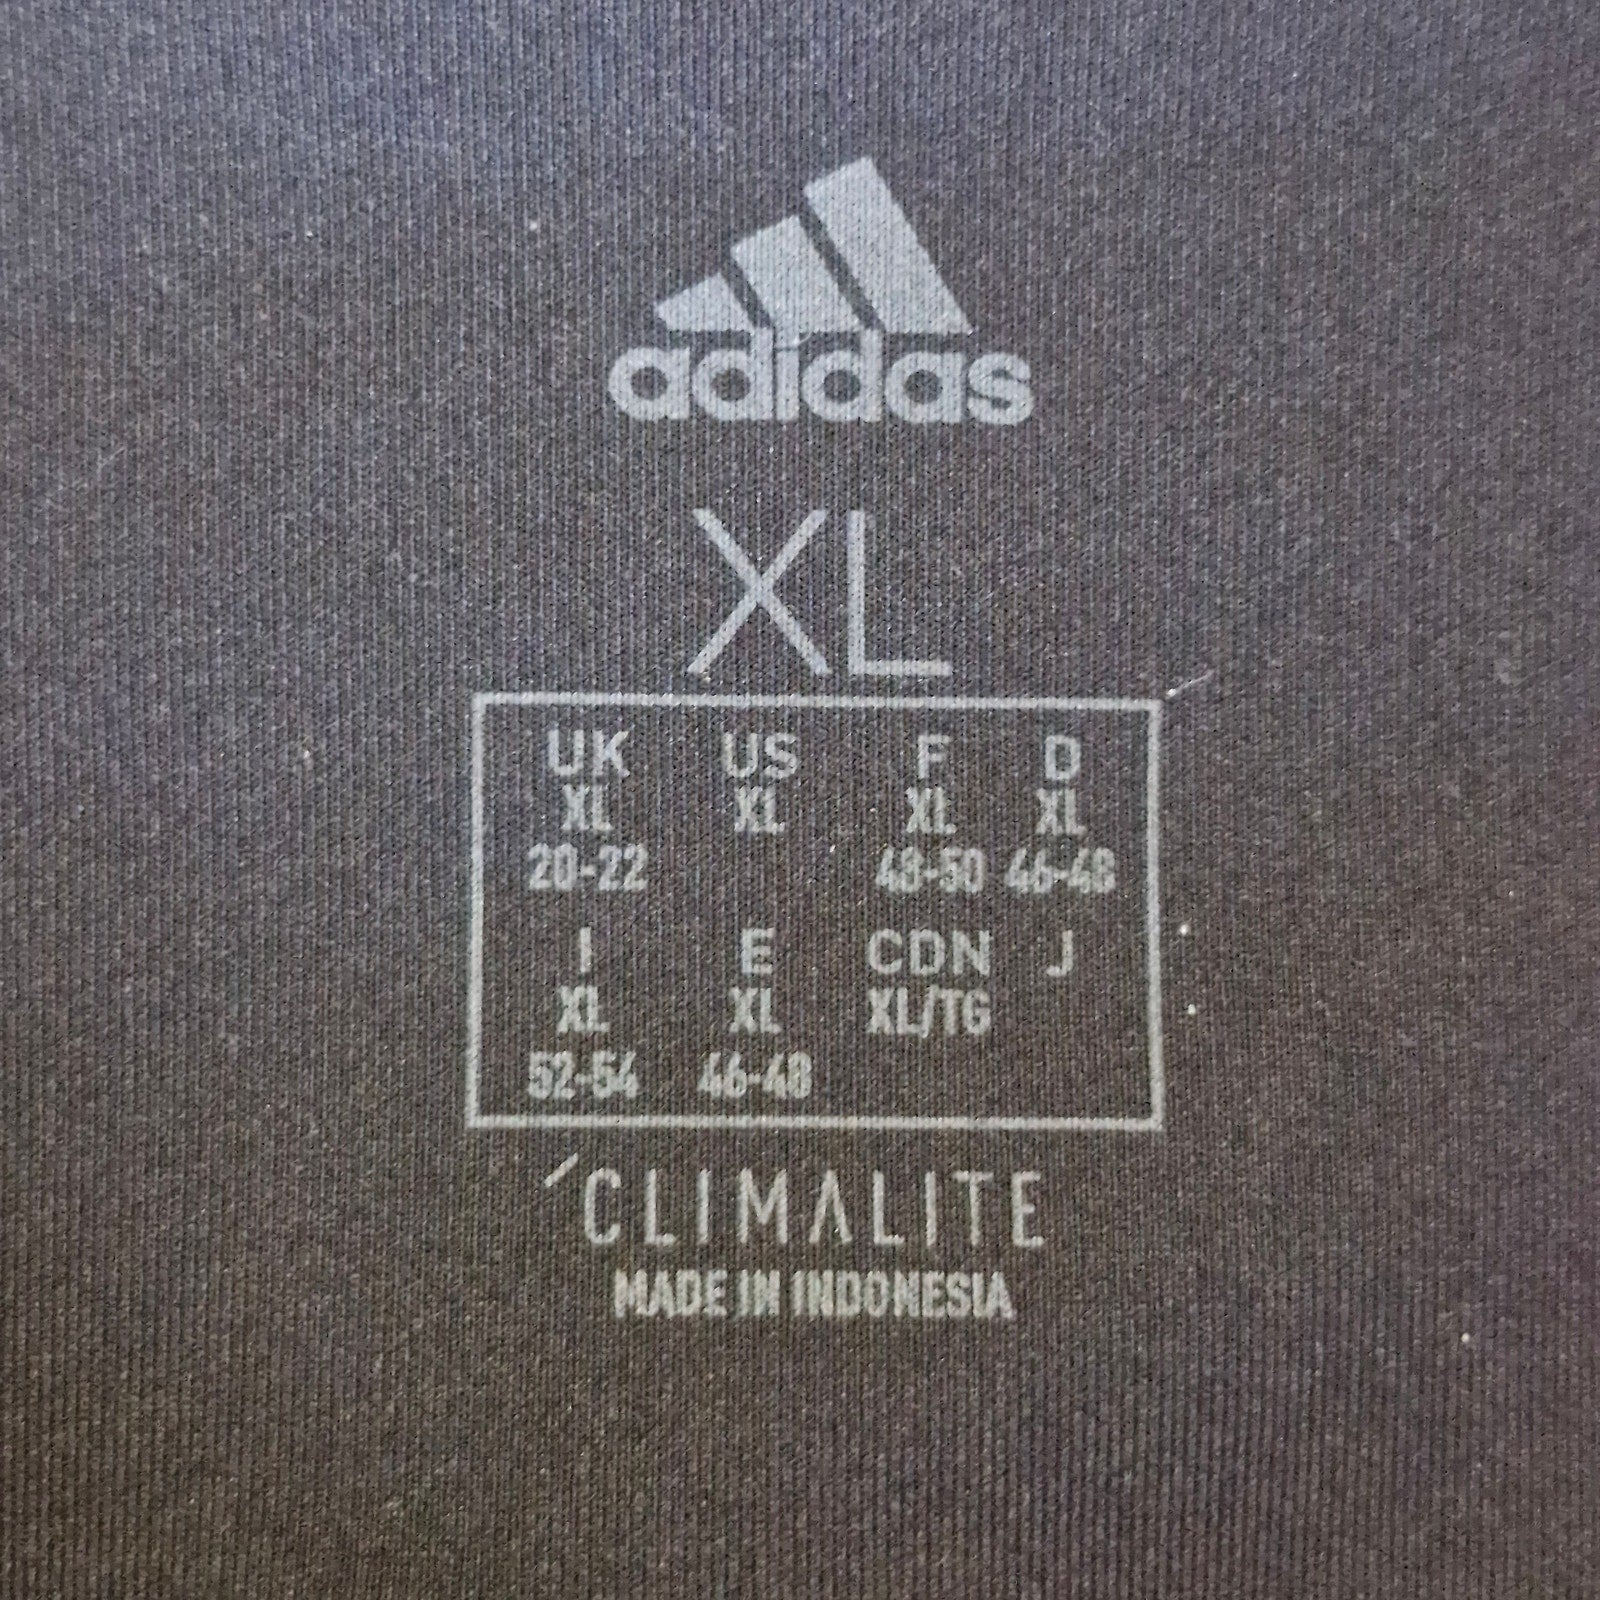 adidas
XL
UK US F D
XL XL XL XL
20-22 48-50 46-48
I E CDN J
XL XL XL/TG
52-54 46-48
CLIMALITE
MADE IN INDONESIA